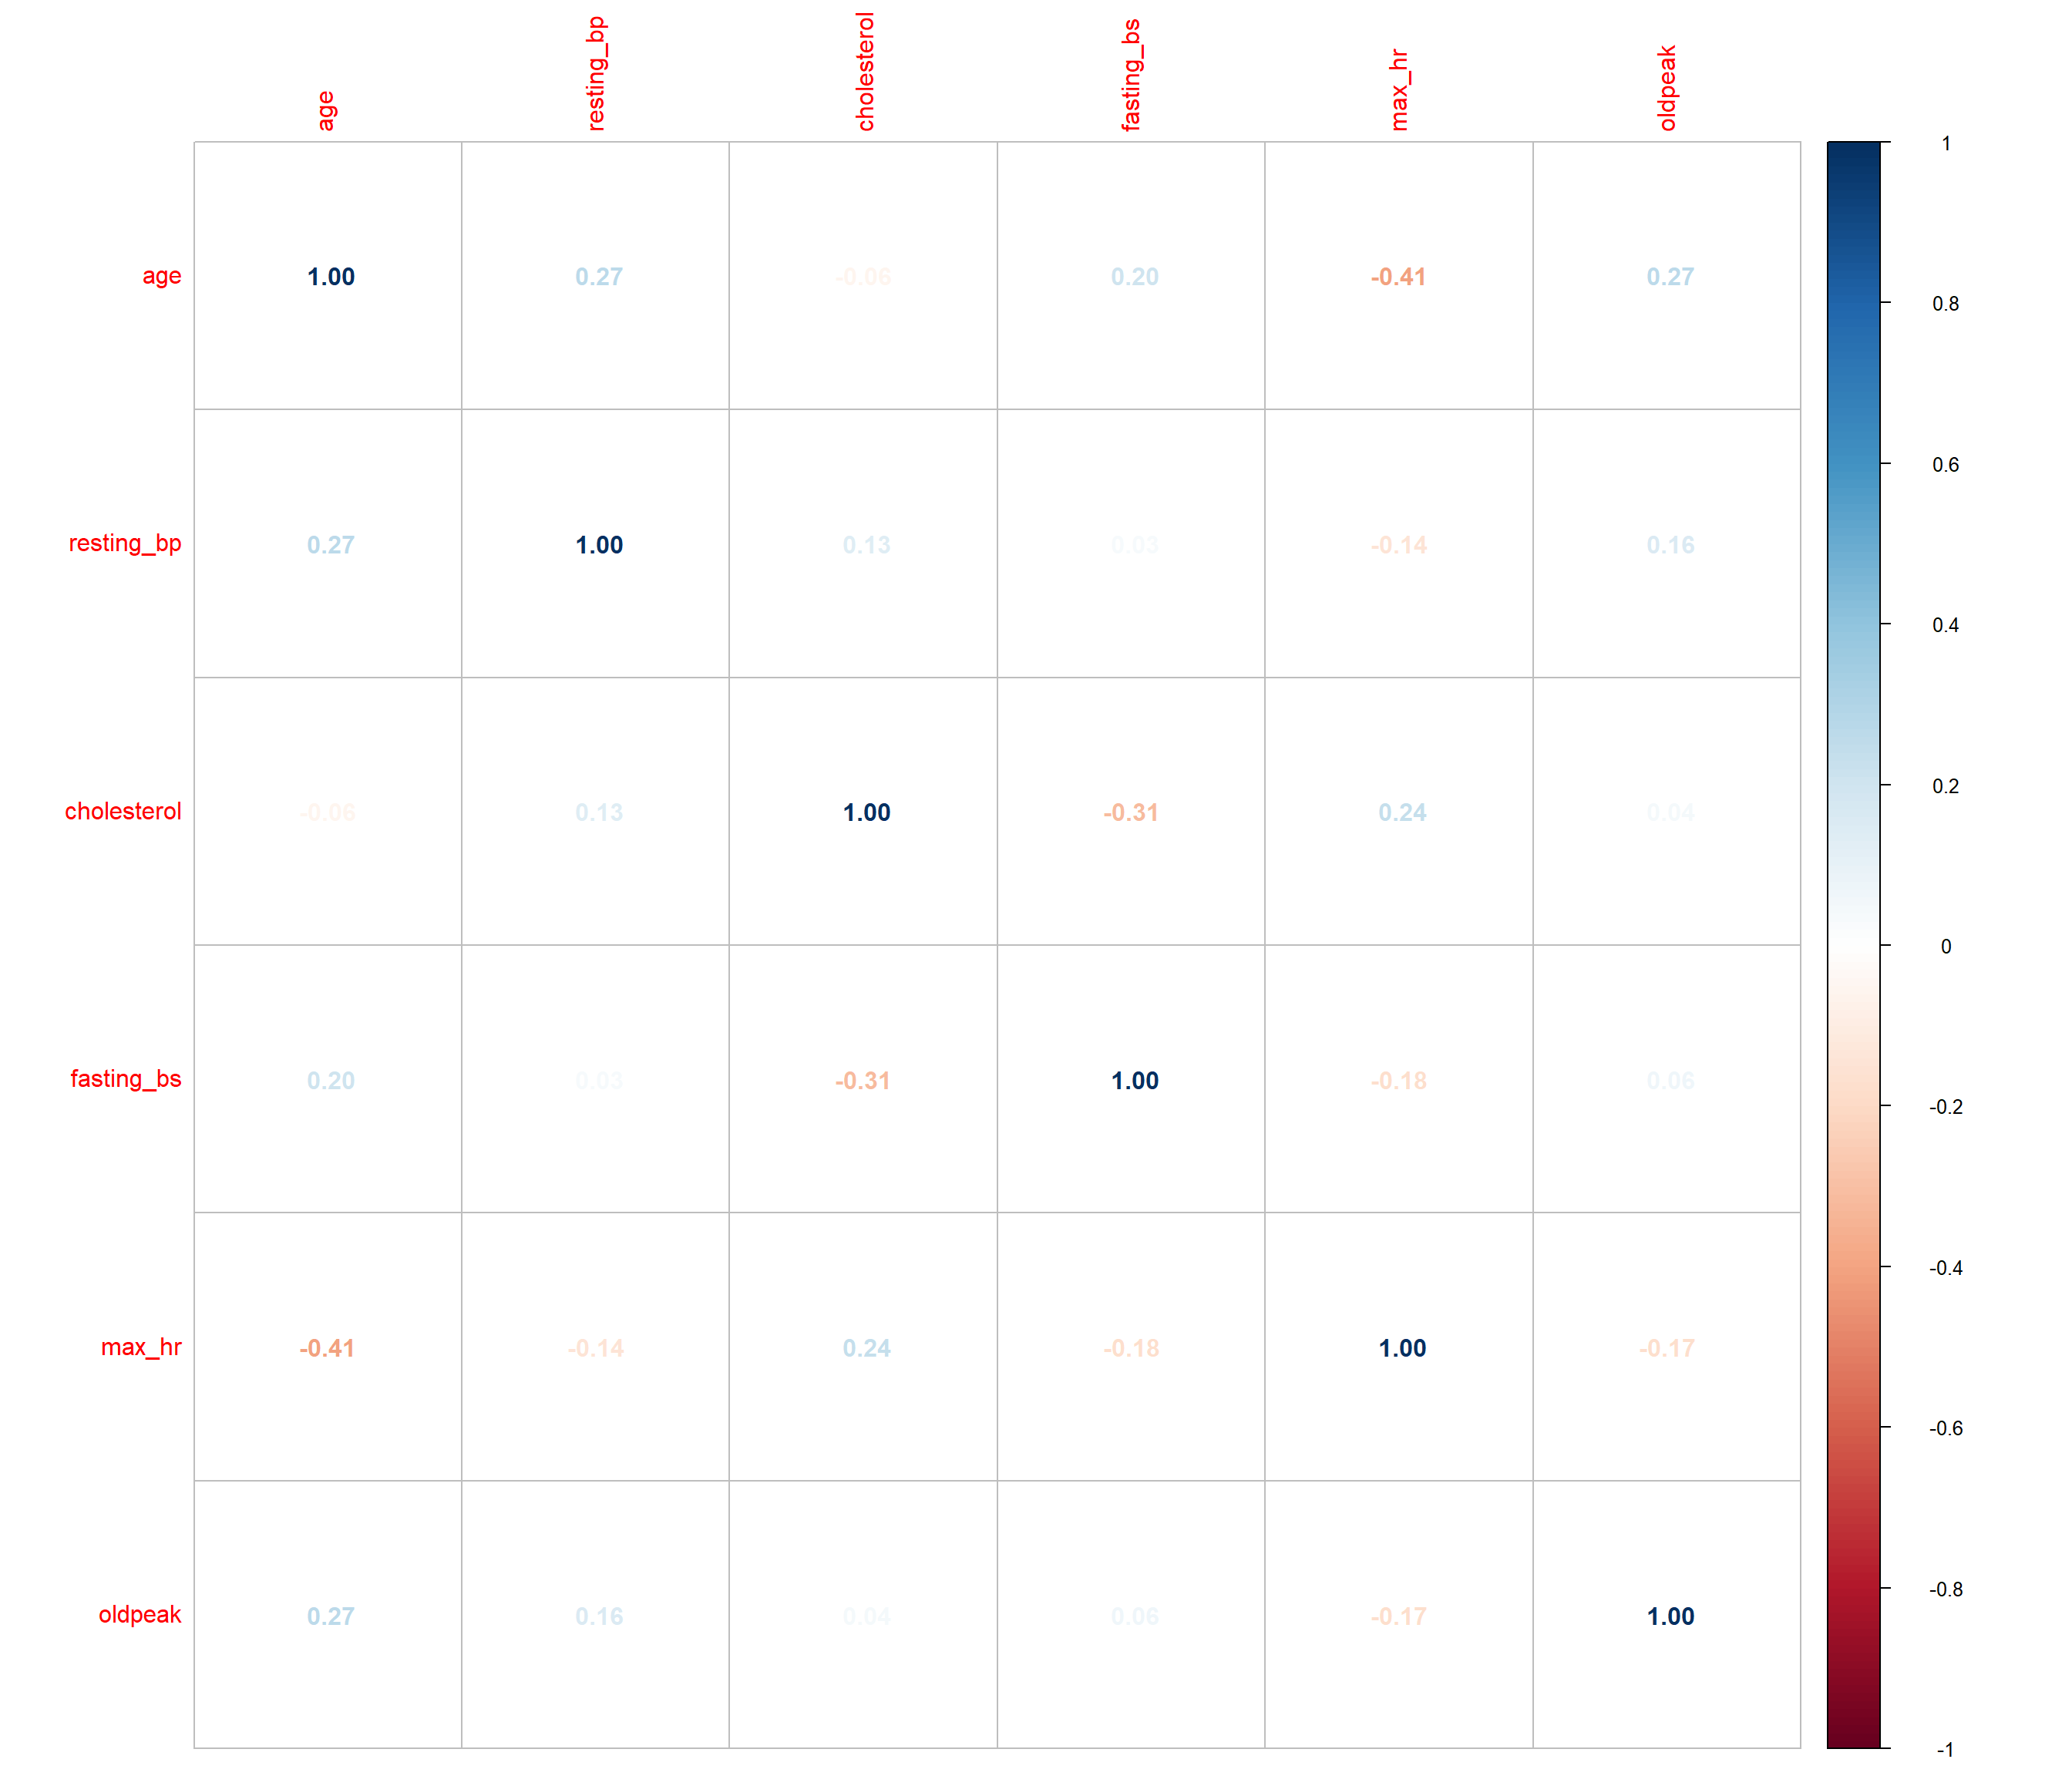 age resting_bp cholesterol fasting_bs max_hr oldpeak
age 1.00 0.27 -0.06 0.20 -0.41 0.27
resting_bp 0.27 1.00 0.13 0.03 -0.14 0.16
cholesterol -0.06 0.13 1.00 -0.31 0.24 0.04
fasting_bs 0.20 0.03 -0.31 1.00 -0.18 0.06
max_hr -0.41 -0.14 0.24 -0.18 1.00 -0.17
oldpeak 0.27 0.16 0.04 0.06 -0.17 1.00
1
0.8
0.6
0.4
0.2
0
-0.2
-0.4
-0.6
-0.8
-1